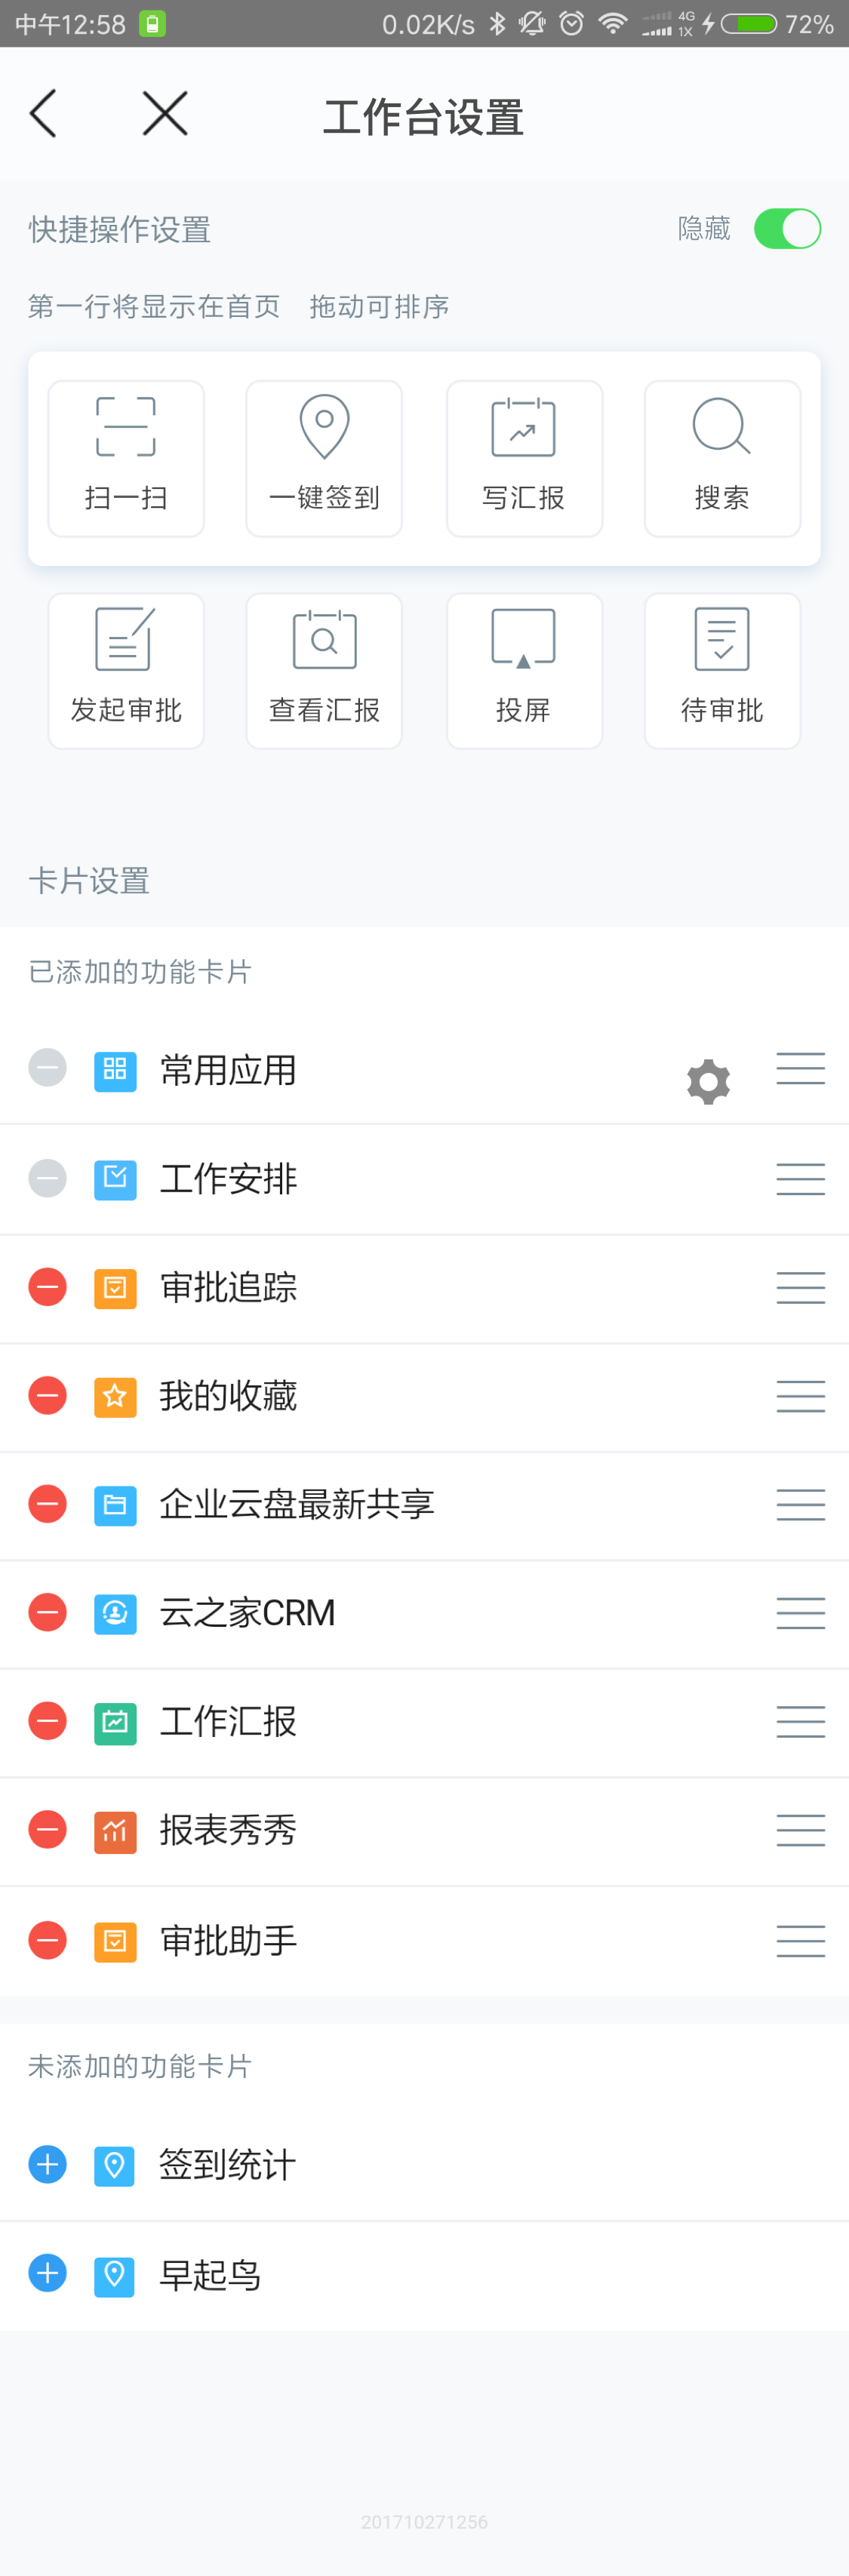 中午12:58 0.02K/s 4G 1X 72%
工作台设置
快捷操作设置 隐藏
第一行将显示在首页 拖动可排序
扫一扫 一键签到 写汇报 搜索
发起审批 查看汇报 投屏 待审批
卡片设置
已添加的功能卡片
常用应用
工作安排
审批追踪
我的收藏
企业云盘最新共享
云之家CRM
工作汇报
报表秀秀
审批助手
未添加的功能卡片
签到统计
早起鸟
201710271256